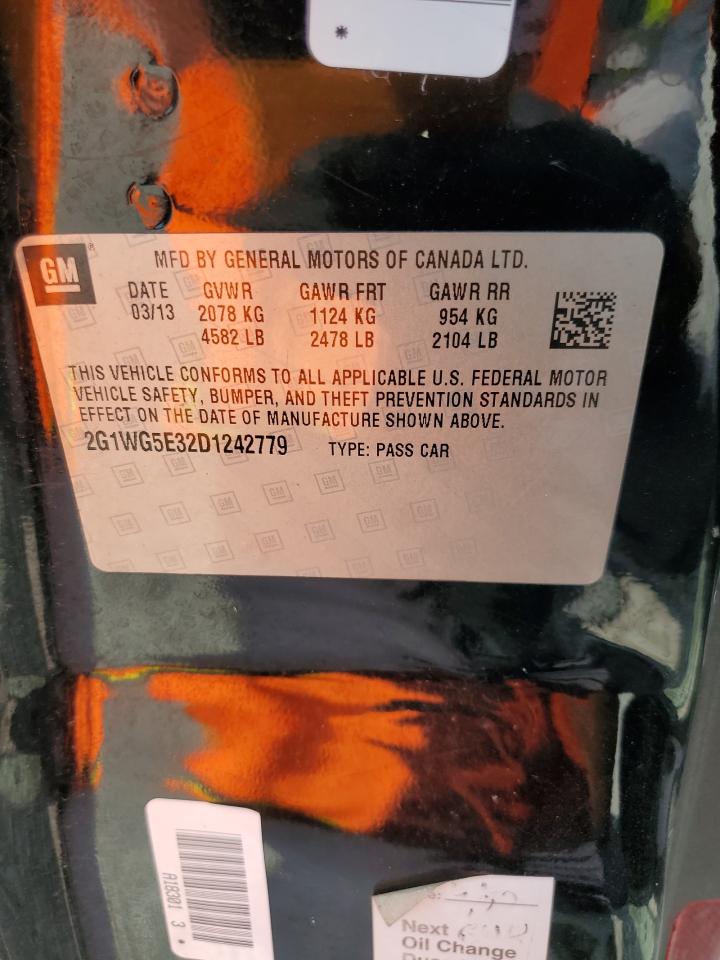 *
GM ®
MFD BY GENERAL MOTORS OF CANADA LTD.
DATE GVWR GAWR FRT GAWR RR
03/13 2078 KG 1124 KG 954 KG
4582 LB 2478 LB 2104 LB
THIS VEHICLE CONFORMS TO ALL APPLICABLE U.S. FEDERAL MOTOR
VEHICLE SAFETY, BUMPER, AND THEFT PREVENTION STANDARDS IN
EFFECT ON THE DATE OF MANUFACTURE SHOWN ABOVE.
2G1WG5E32D1242779 TYPE: PASS CAR
A18301 3 *
Next
Oil Change